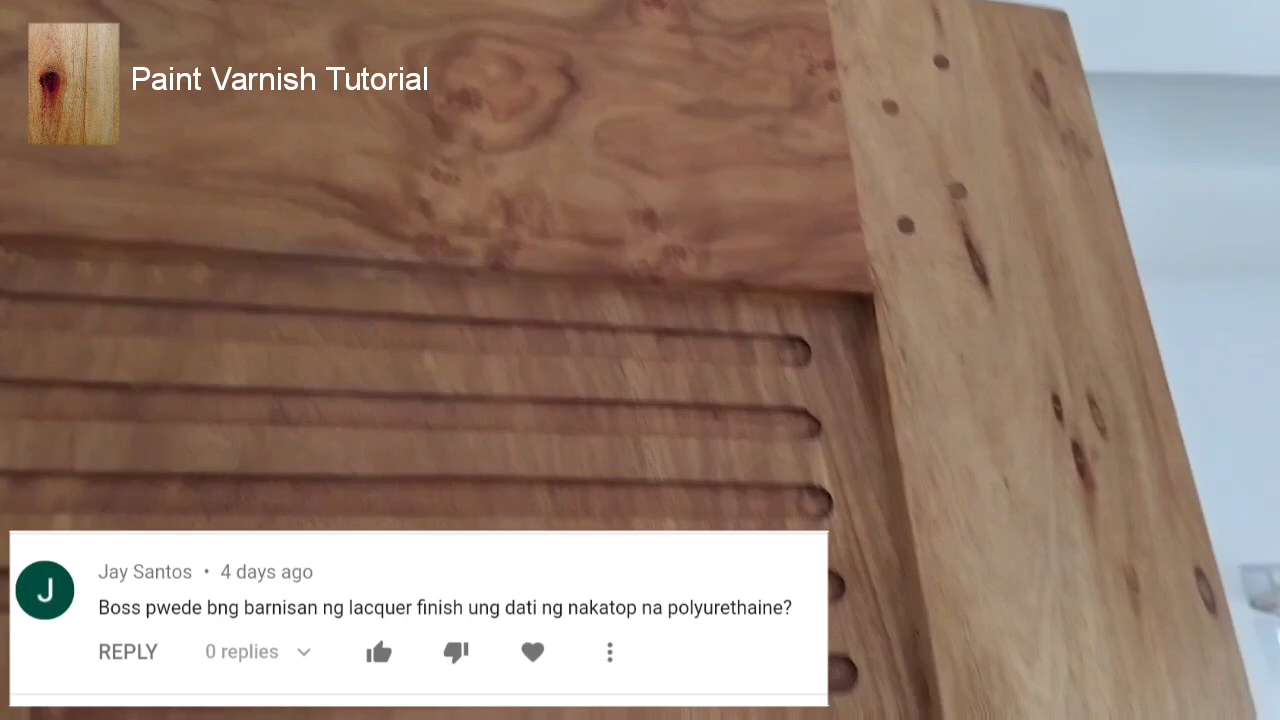 Paint Varnish Tutorial
J
Jay Santos • 4 days ago
Boss pwede bng barnisan ng lacquer finish ung dati ng nakatop na polyurethaine?
REPLY 0 replies